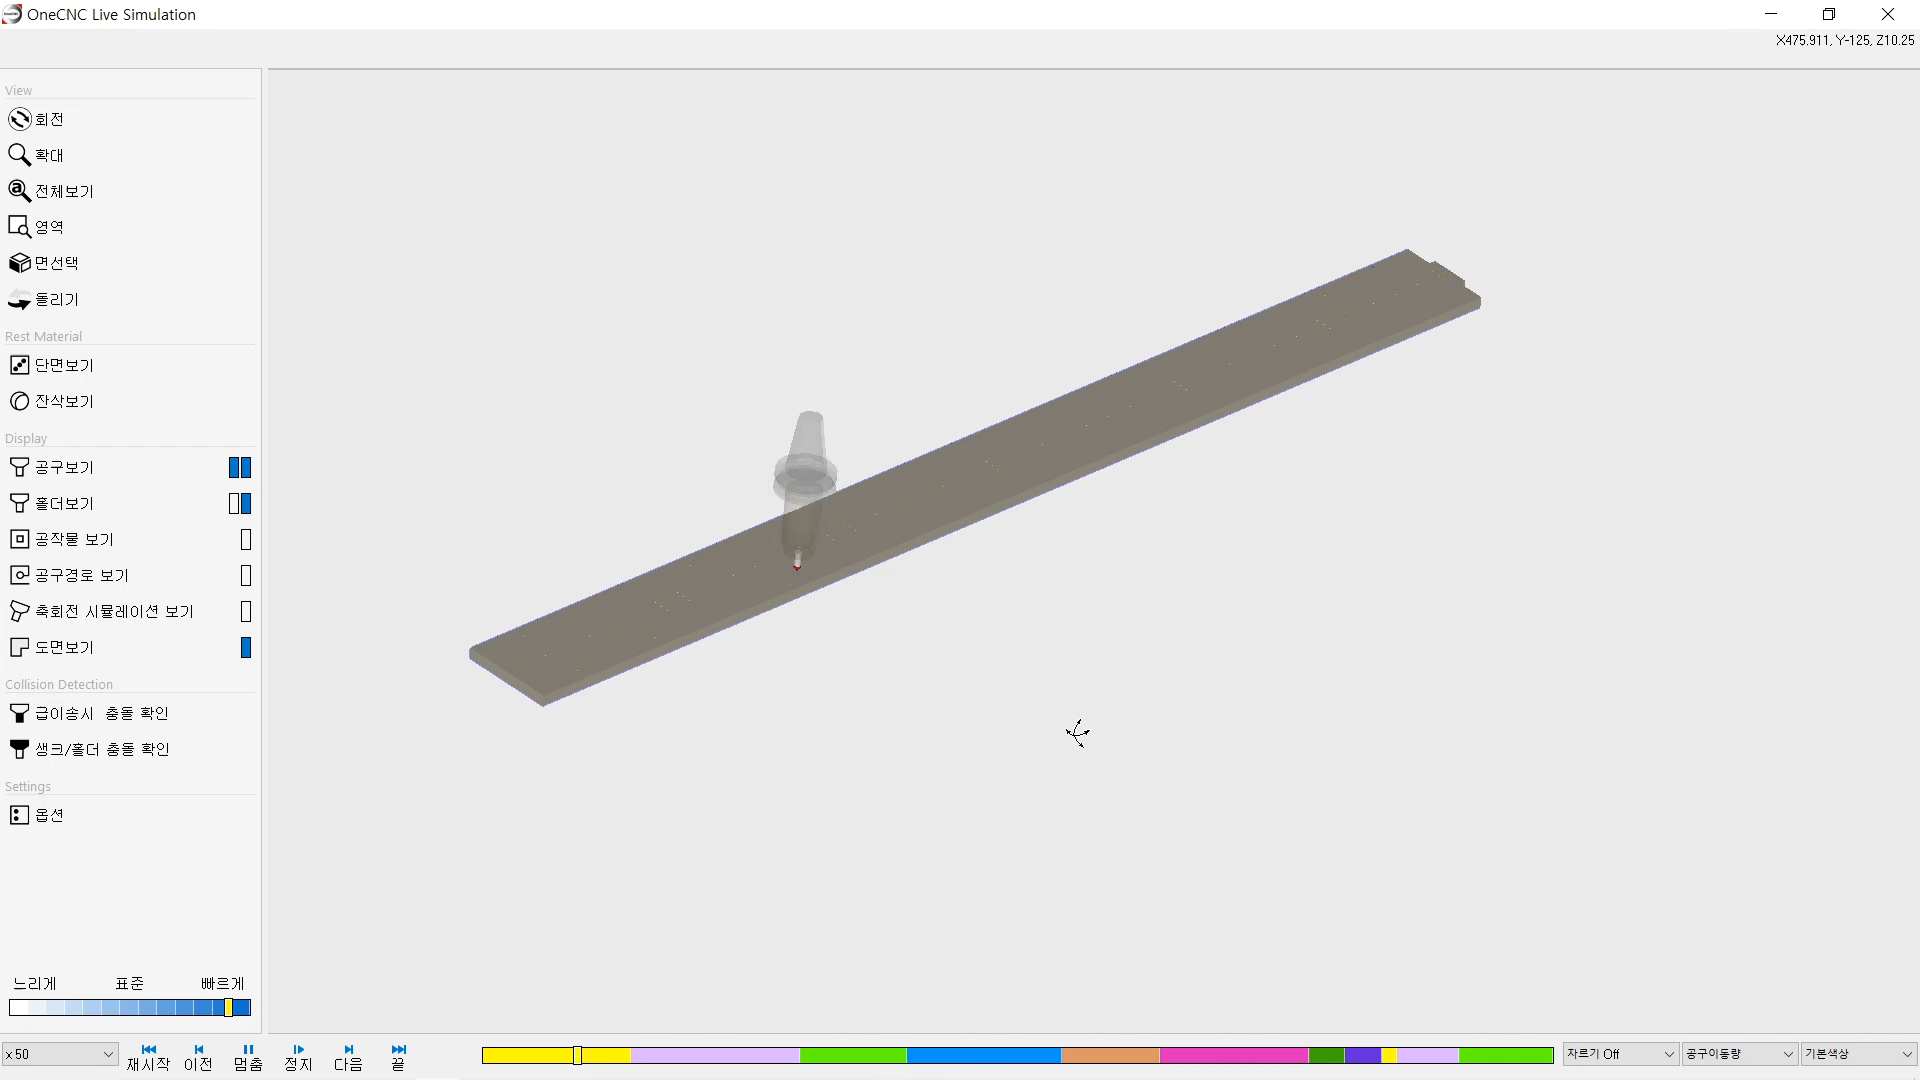 OneCNC Live Simulation
X475.911, Y-125, Z10.25
View
회전
확대
전체보기
영역
면선택
돌리기
Rest Material
단면보기
잔삭보기
Display
공구보기
홀더보기
공작물 보기
공구경로 보기
축회전 시뮬레이션 보기
도면보기
Collision Detection
급이송시 충돌 확인
생크/홀더 충돌 확인
Settings
옵션
느리게 표준 빠르게
x 50 재시작 이전 멈춤 정지 다음 끝 자르기 Off 공구이동량 기본색상